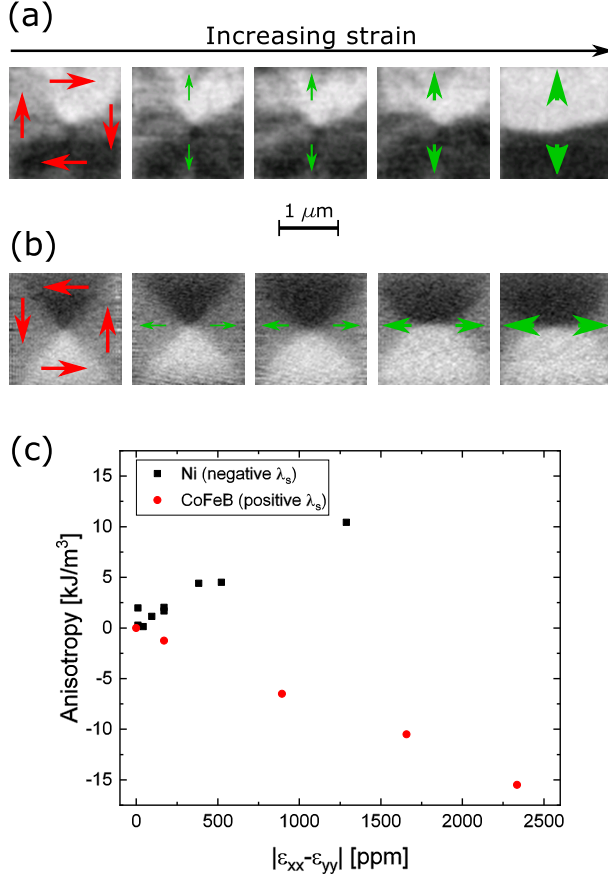 (a)
Increasing strain
1 μm
(b)
(c)
Ni (negative λₛ)
CoFeB (positive λₛ)
Anisotropy [kJ/m³]
15
10
5
0
-5
-10
-15
0 500 1000 1500 2000 2500
|εₓₓ-εyy| [ppm]